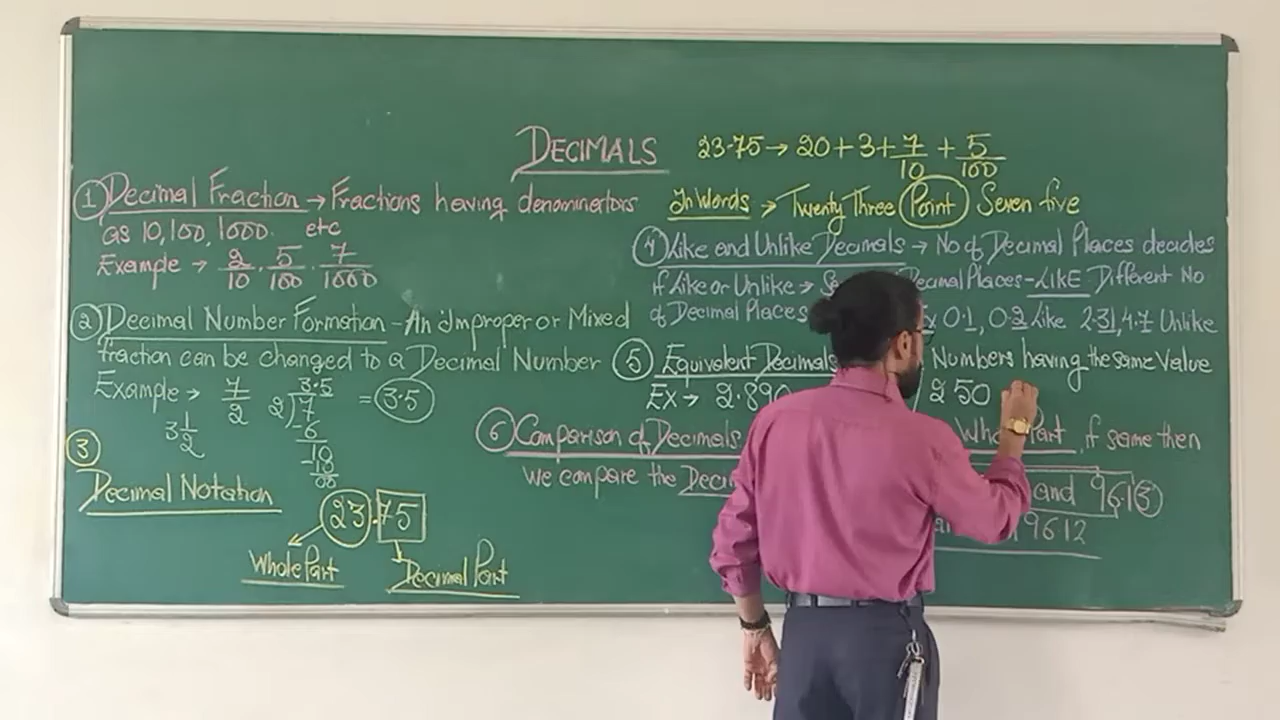 DECIMALS
23.75 → 20 + 3 + 7/10 + 5/100
In Words → Twenty Three Point Seven five
① Decimal Fraction → Fractions having denominators
as 10, 100, 1000. etc
Example → 2/10, 5/100, 7/1000
② Decimal Number Formation - An improper or Mixed
fraction can be changed to a Decimal Number
Example → 7/2 2)7 3.5 = 3.5
3 1/2
-6
10
-10
00
③
Decimal Notation
23.75
Whole Part Decimal Part
④ Like and Unlike Decimals → No of Decimal Places decides
if Like or Unlike → Decimal Places - LIKE Different No
of Decimal Places 0.1, 0.2 Like 2.31, 4.7 Unlike
⑤ Equivalent Decimals Numbers having the same Value
Ex → 2.890 2 50
⑥ Comparison of Decimals Part, if same then
we compare the
and 96.13
96.12